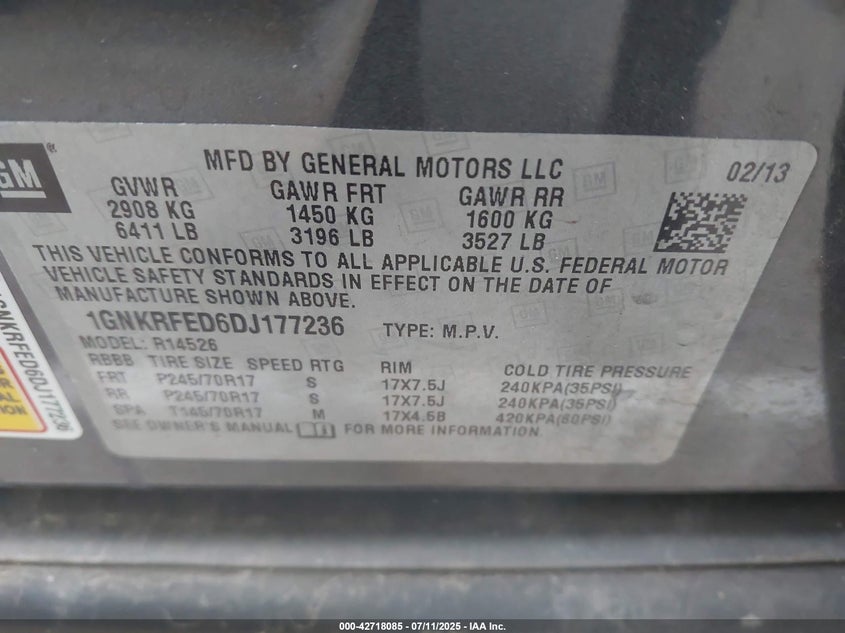 GM®
MFD BY GENERAL MOTORS LLC 02/13
GVWR GAWR FRT GAWR RR
2908 KG 1450 KG 1600 KG
6411 LB 3196 LB 3527 LB
THIS VEHICLE CONFORMS TO ALL APPLICABLE U.S. FEDERAL MOTOR
VEHICLE SAFETY STANDARDS IN EFFECT ON THE DATE OF
MANUFACTURE SHOWN ABOVE.
1GNKRFED6DJ177236 TYPE: M.P.V.
MODEL: R14526
RBBB TIRE SIZE SPEED RTG RIM COLD TIRE PRESSURE
FRT P245/70R17 S 17X7.5J 240KPA(35PSI)
RR P245/70R17 S 17X7.5J 240KPA(35PSI)
SPA T145/70R17 M 17X4.5B 420KPA(60PSI)
SEE OWNER'S MANUAL FOR MORE INFORMATION.
GNKRFED6DJ177236
000-42718085 - 07/11/2025 - IAA Inc.